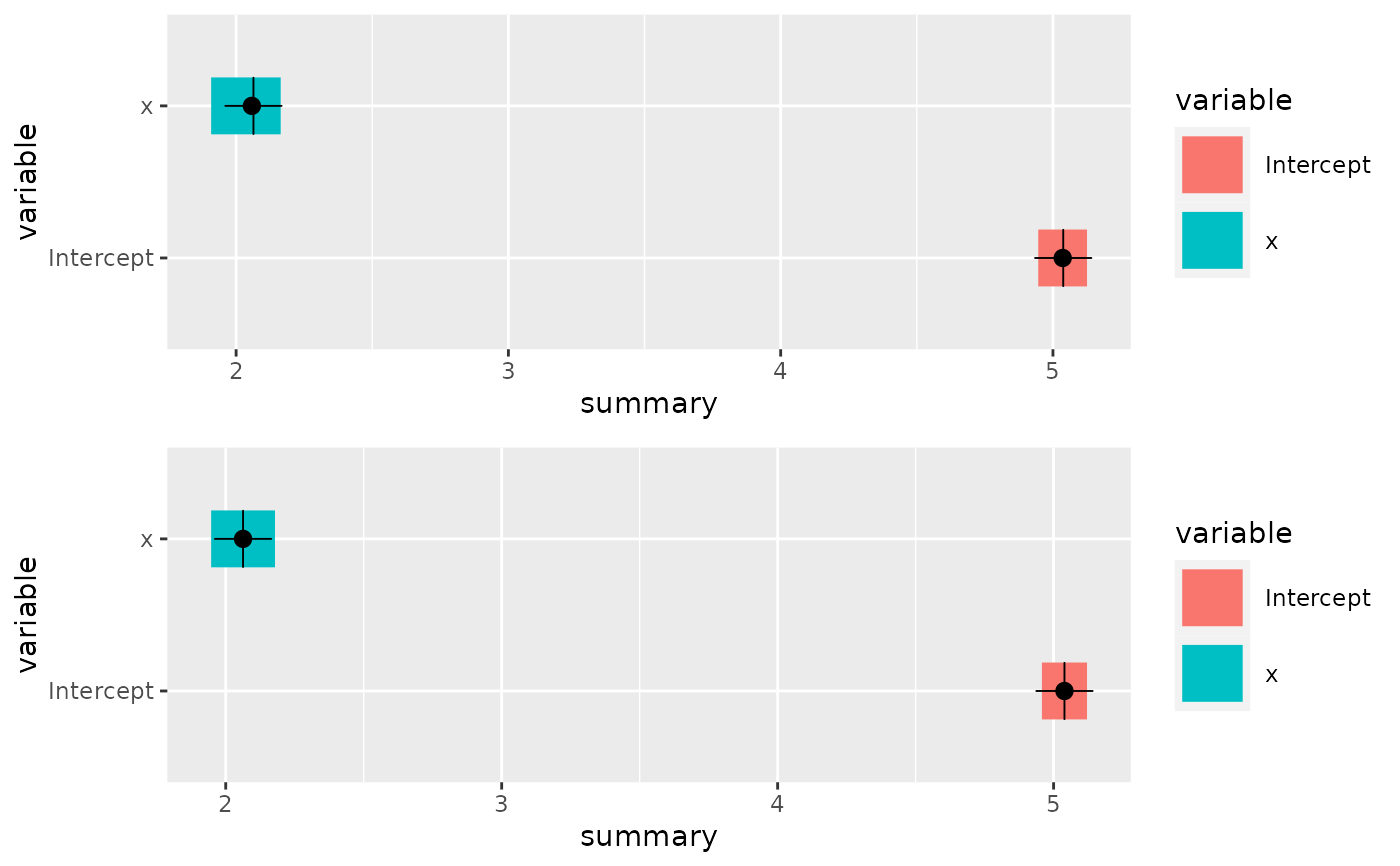 variable
x
Intercept
2 3 4 5
summary
variable
Intercept
x
variable
x
Intercept
2 3 4 5
summary
variable
Intercept
x